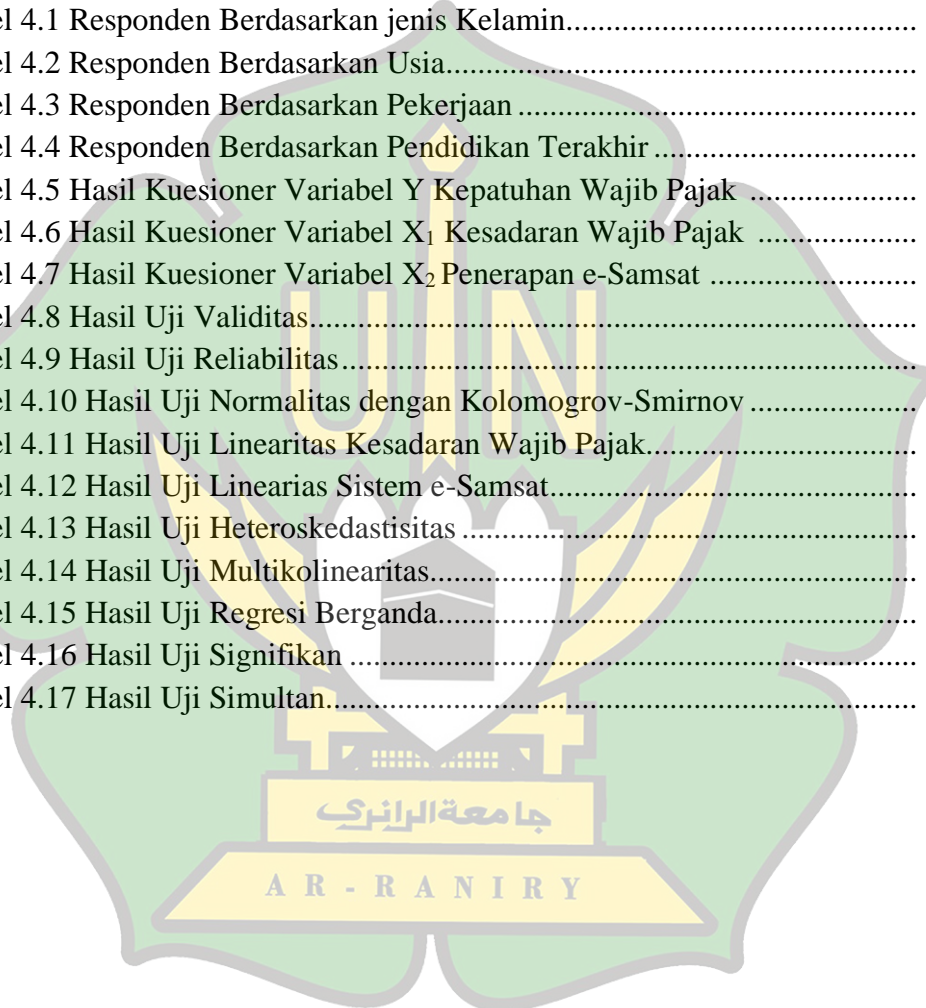 el 4.1 Responden Berdasarkan jenis Kelamin................................................
el 4.2 Responden Berdasarkan Usia................................................................
el 4.3 Responden Berdasarkan Pekerjaan ......................................................
el 4.4 Responden Berdasarkan Pendidikan Terakhir ....................................
el 4.5 Hasil Kuesioner Variabel Y Kepatuhan Wajib Pajak ......................
el 4.6 Hasil Kuesioner Variabel X₁ Kesadaran Wajib Pajak .....................
el 4.7 Hasil Kuesioner Variabel X₂ Penerapan e-Samsat ...........................
el 4.8 Hasil Uji Validitas...................................................................................
el 4.9 Hasil Uji Reliabilitas..............................................................................
el 4.10 Hasil Uji Normalitas dengan Kolomogrov-Smirnov ......................
el 4.11 Hasil Uji Linearitas Kesadaran Wajib Pajak....................................
el 4.12 Hasil Uji Linearias Sistem e-Samsat..................................................
el 4.13 Hasil Uji Heteroskedastisitas ..............................................................
el 4.14 Hasil Uji Multikolinearitas...................................................................
el 4.15 Hasil Uji Regresi Berganda..................................................................
el 4.16 Hasil Uji Signifikan ..............................................................................
el 4.17 Hasil Uji Simultan.................................................................................
UIN
جامعةالرانري
AR-RANIRY